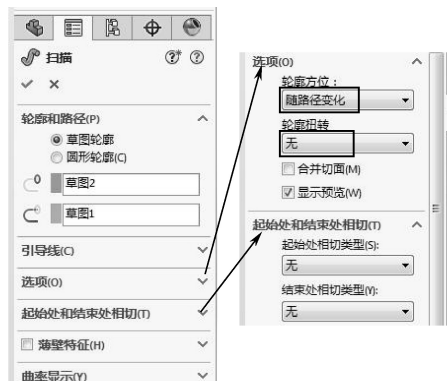 扫描
轮廓和路径(P)
草图轮廓
圆形轮廓(C)
草图2
草图1
引导线(C)
选项(O)
起始处和结束处相切(T)
薄壁特征(H)
曲率显示(Y)
选项(O)
轮廓方位：
随路径变化
轮廓扭转
无
合并切面(M)
显示预览(W)
起始处和结束处相切(T)
起始处相切类型(S):
无
结束处相切类型(Y):
无